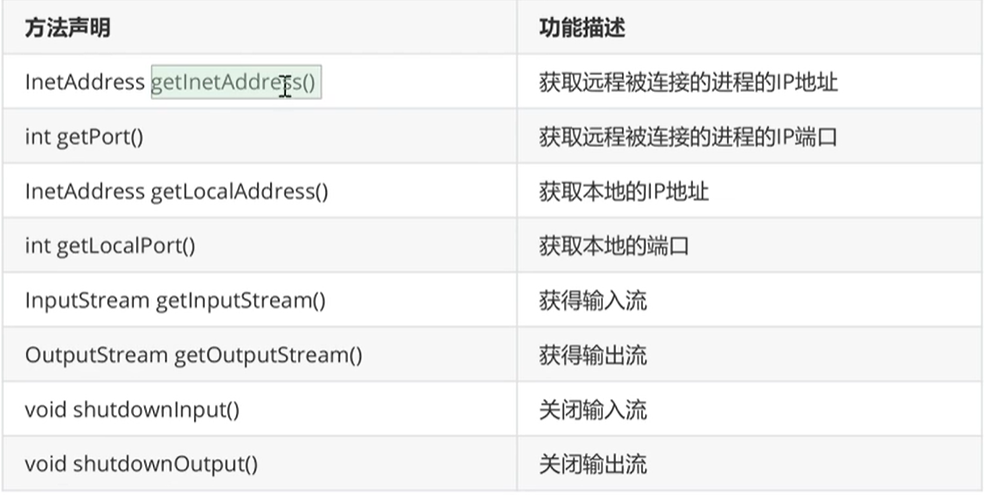 方法声明 功能描述
InetAddress getInetAddress() 获取远程被连接的进程的IP地址
int getPort() 获取远程被连接的进程的IP端口
InetAddress getLocalAddress() 获取本地的IP地址
int getLocalPort() 获取本地的端口
InputStream getInputStream() 获得输入流
OutputStream getOutputStream() 获得输出流
void shutdownInput() 关闭输入流
void shutdownOutput() 关闭输出流